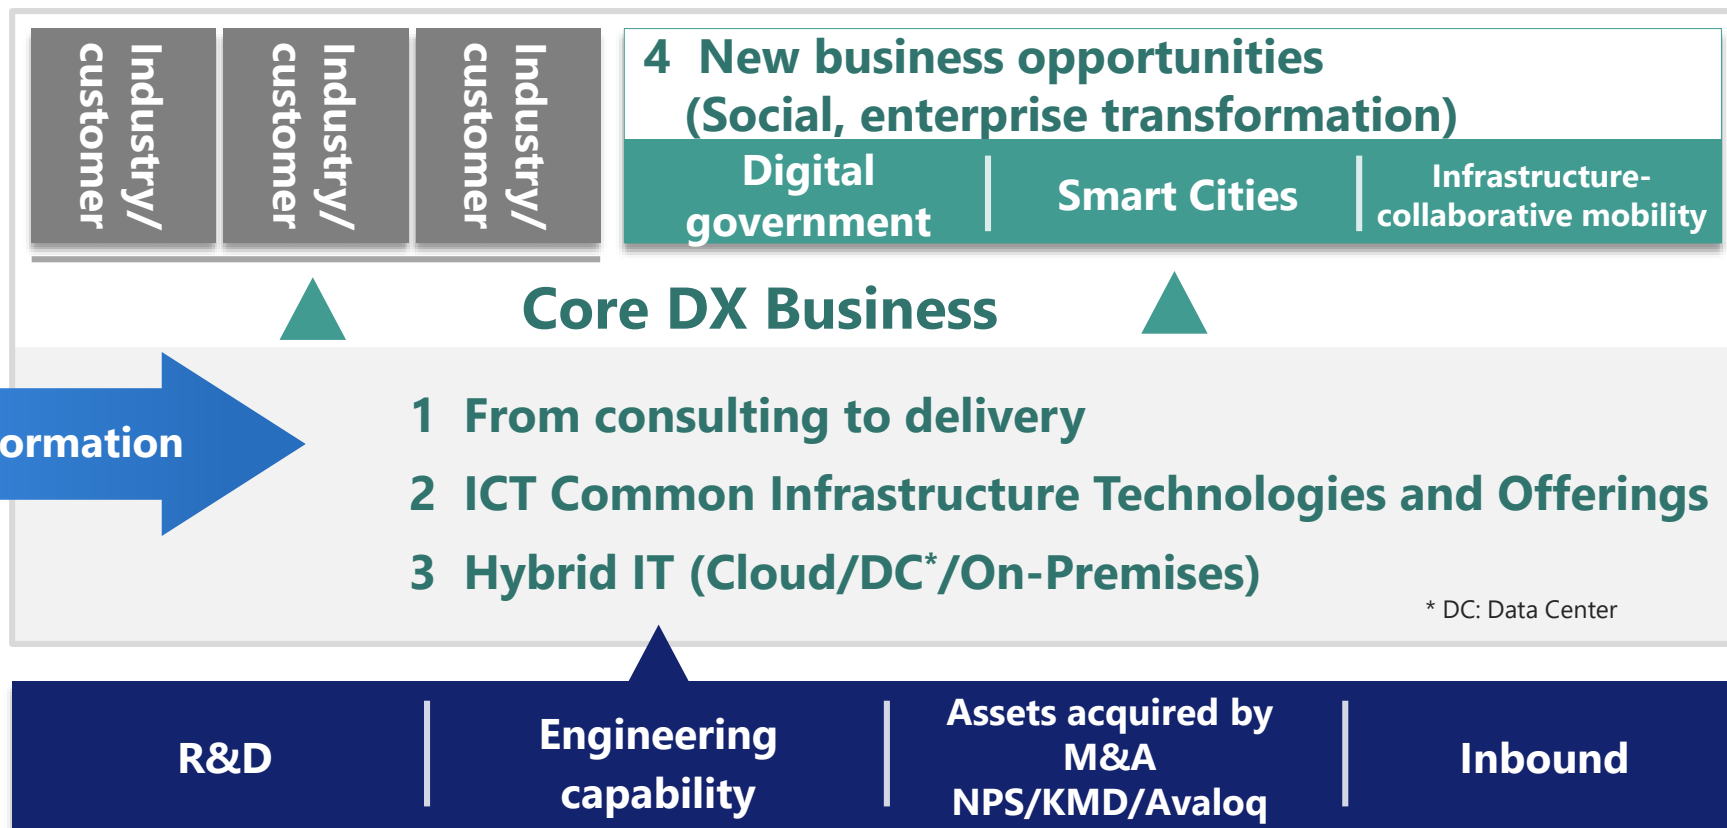 Industry/
customer
Industry/
customer
Industry/
customer
4 New business opportunities
(Social, enterprise transformation)
Digital
government
Smart Cities
Infrastructure-
collaborative mobility
Core DX Business
ormation
1 From consulting to delivery
2 ICT Common Infrastructure Technologies and Offerings
3 Hybrid IT (Cloud/DC*/On-Premises)
* DC: Data Center
R&D
Engineering
capability
Assets acquired by
M&A
NPS/KMD/Avaloq
Inbound